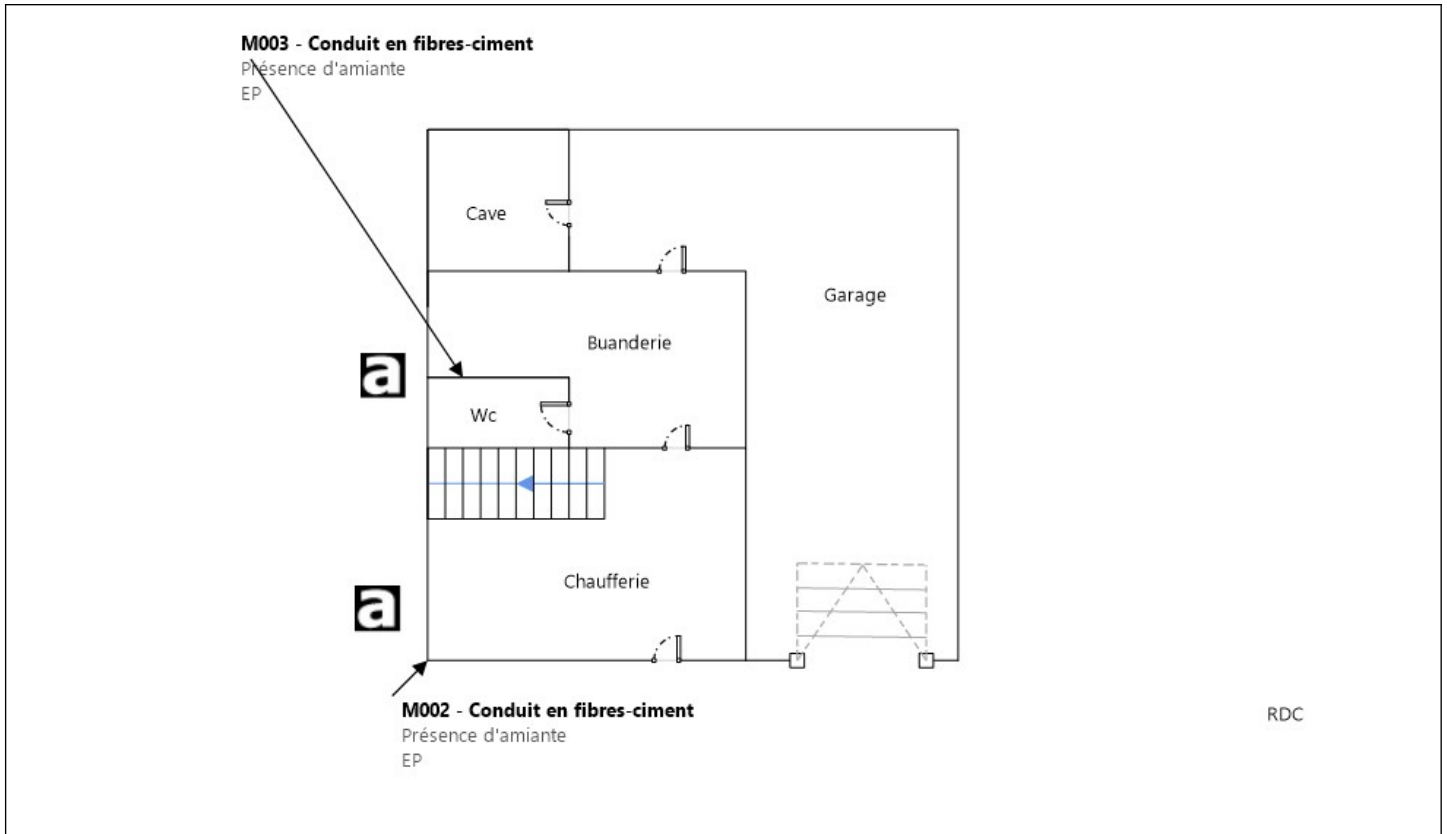 M003 - Conduit en fibres-ciment
Présence d'amiante
EP
Cave
Garage
Buanderie
a
Wc
Chaufferie
a
M002 - Conduit en fibres-ciment
Présence d'amiante
EP
RDC